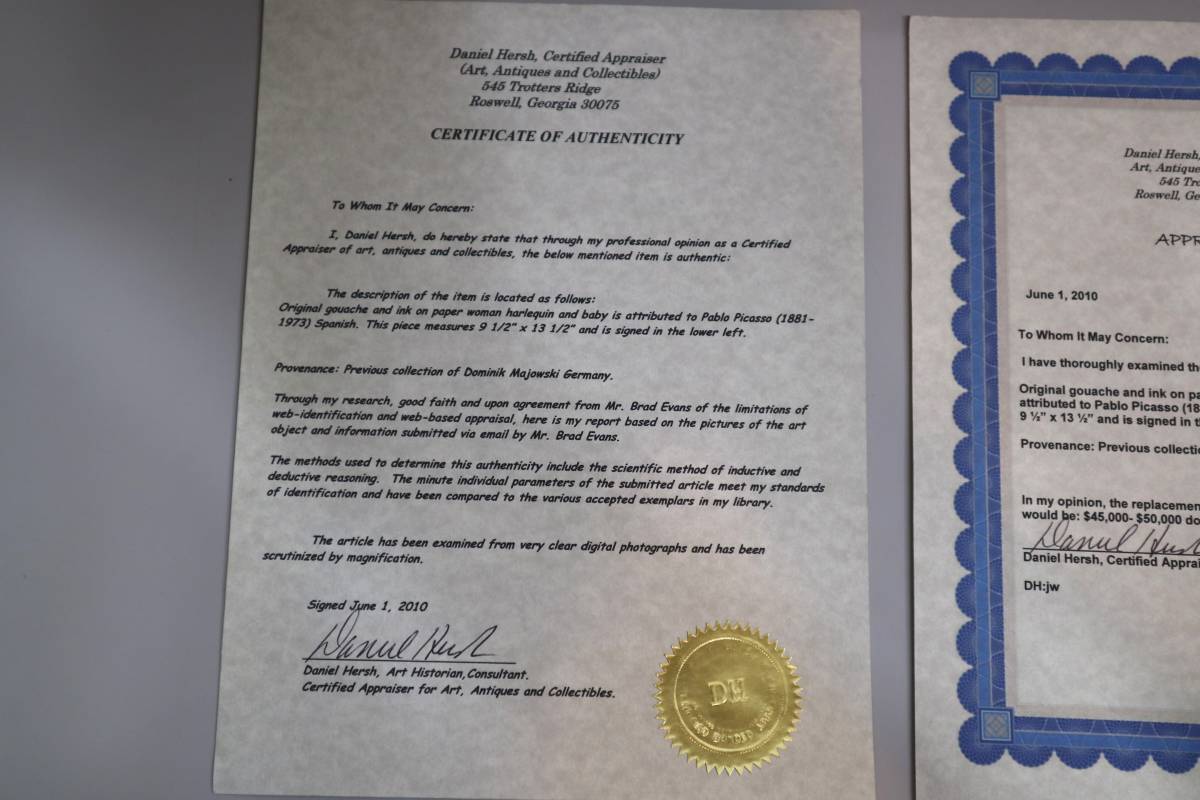 Daniel Hersh, Certified Appraiser
(Art, Antiques and Collectibles)
545 Trotters Ridge
Roswell, Georgia 30075
CERTIFICATE OF AUTHENTICITY
To Whom It May Concern:
I, Daniel Hersh, do hereby state that through my professional opinion as a Certified
Appraiser of art, antiques and collectibles, the below mentioned item is authentic:
The description of the item is located as follows:
Original gouache and ink on paper woman harlequin and baby is attributed to Pablo Picasso (1881-
1973) Spanish. This piece measures 9 1/2" x 13 1/2" and is signed in the lower left.
Provenance: Previous collection of Dominik Majowski Germany.
Through my research, good faith and upon agreement from Mr. Brad Evans of the limitations of
web-identification and web-based appraisal, here is my report based on the pictures of the art
object and information submitted via email by Mr. Brad Evans.
The methods used to determine this authenticity include the scientific method of inductive and
deductive reasoning. The minute individual parameters of the submitted article meet my standards
of identification and have been compared to the various accepted exemplars in my library.
The article has been examined from very clear digital photographs and has been
scrutinized by magnification.
Signed June 1, 2010
Daniel Hersh
Daniel Hersh, Art Historian, Consultant.
Certified Appraiser for Art, Antiques and Collectibles.
DH
Daniel Hersh,
Art, Antique
545 Tro
Roswell, Ge
APPR
June 1, 2010
To Whom It May Concern:
I have thoroughly examined th
Original gouache and ink on pa
attributed to Pablo Picasso (18
9 ½" x 13 ½" and is signed in t
Provenance: Previous collecti
In my opinion, the replacemen
would be: $45,000- $50,000 do
Daniel Hersh
Daniel Hersh, Certified Apprai
DH:jw